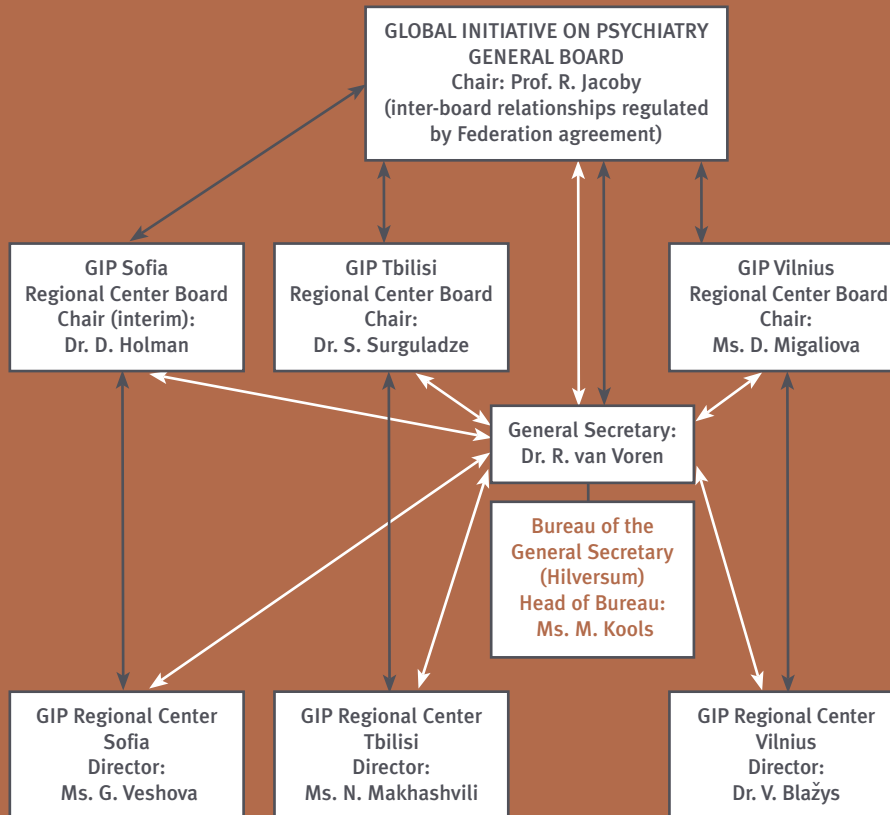 GLOBAL INITIATIVE ON PSYCHIATRY
GENERAL BOARD
Chair: Prof. R. Jacoby
(inter-board relationships regulated
by Federation agreement)
GIP Sofia
Regional Center Board
Chair (interim):
Dr. D. Holman
GIP Tbilisi
Regional Center Board
Chair:
Dr. S. Surguladze
GIP Vilnius
Regional Center Board
Chair:
Ms. D. Migaliova
General Secretary:
Dr. R. van Voren
Bureau of the
General Secretary
(Hilversum)
Head of Bureau:
Ms. M. Kools
GIP Regional Center
Sofia
Director:
Ms. G. Veshova
GIP Regional Center
Tbilisi
Director:
Ms. N. Makhashvili
GIP Regional Center
Vilnius
Director:
Dr. V. Blažys